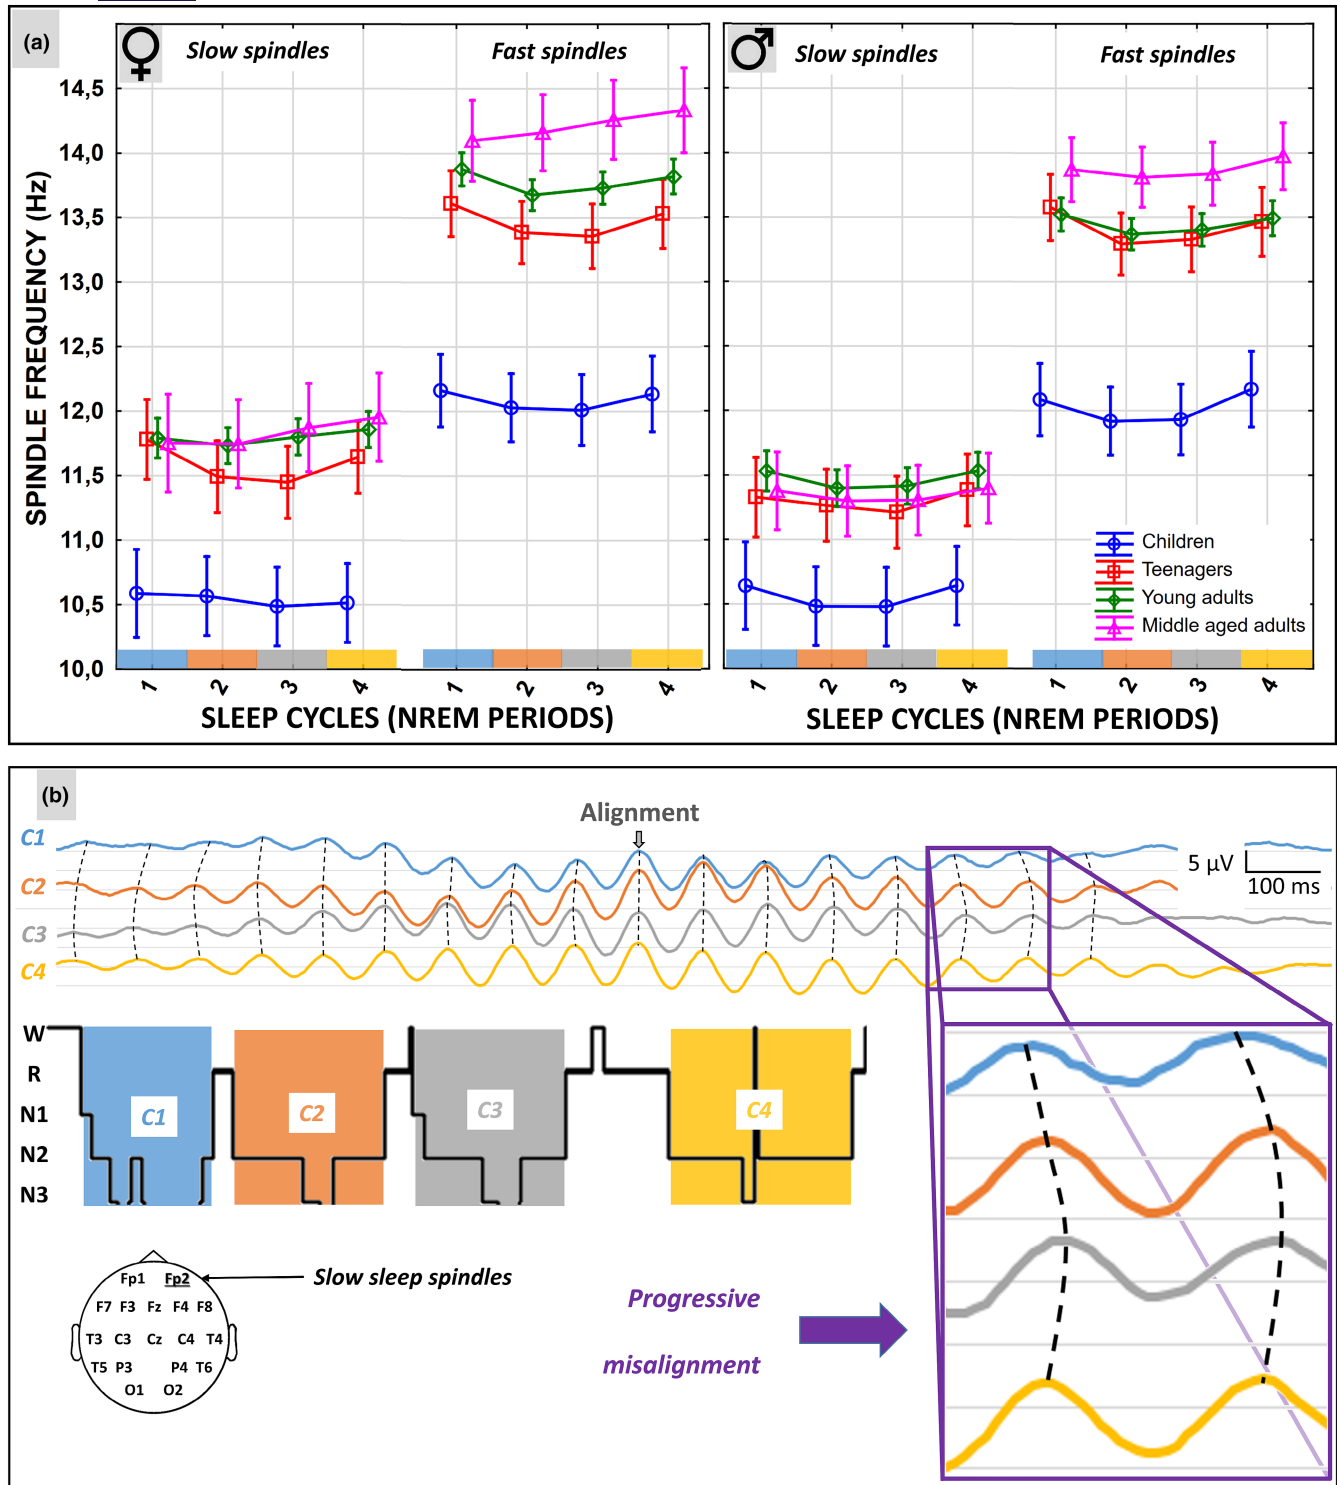 (a)
♀ Slow spindles Fast spindles
♂ Slow spindles Fast spindles
SPINDLE FREQUENCY (Hz)
14,5
14,0
13,5
13,0
12,5
12,0
11,5
11,0
10,5
10,0
1 2 3 4 1 2 3 4
1 2 3 4 1 2 3 4
SLEEP CYCLES (NREM PERIODS)
SLEEP CYCLES (NREM PERIODS)
Children
Teenagers
Young adults
Middle aged adults
(b)
Alignment
C1
C2
C3
C4
5 µV
100 ms
W
R
N1
N2
N3
C1
C2
C3
C4
Fp1 Fp2
F7 F3 Fz F4 F8
T3 C3 Cz C4 T4
T5 P3 P4 T6
O1 O2
Slow sleep spindles
Progressive
misalignment